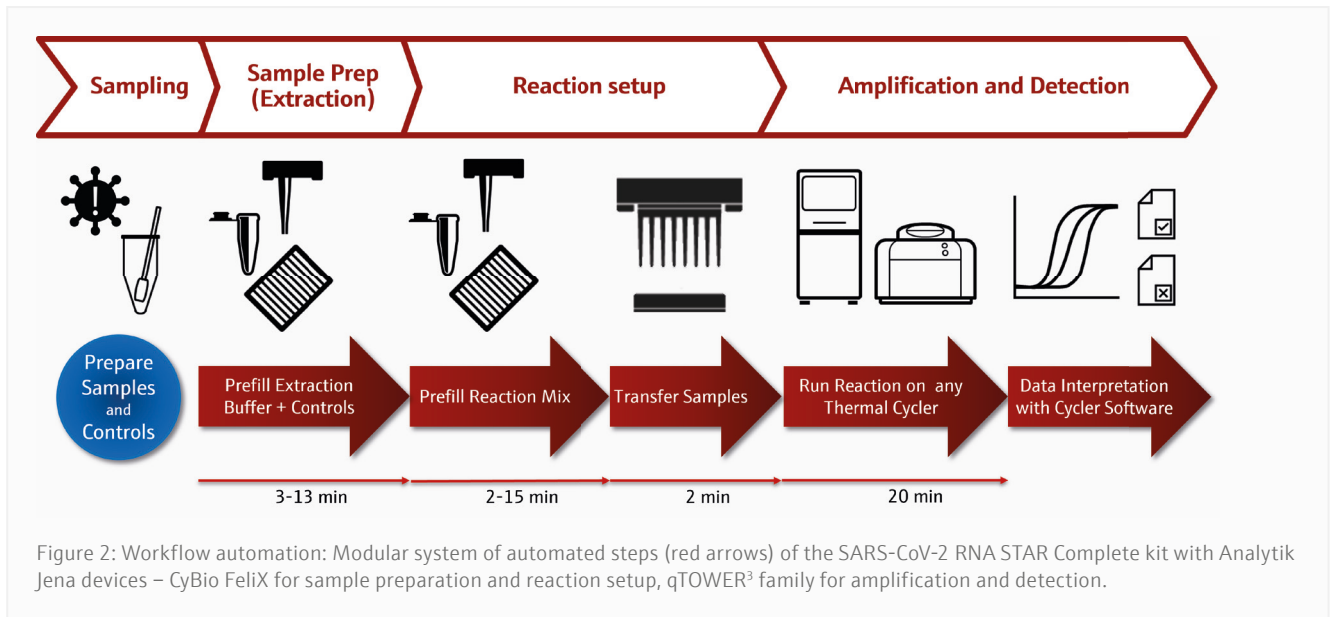 Sampling
Sample Prep
(Extraction)
Reaction setup
Amplification and Detection
Prepare
Samples
and
Controls
Prefill Extraction
Buffer + Controls
Prefill Reaction Mix
Transfer Samples
Run Reaction on any
Thermal Cycler
Data Interpretation
with Cycler Software
3-13 min
2-15 min
2 min
20 min
Figure 2: Workflow automation: Modular system of automated steps (red arrows) of the SARS-CoV-2 RNA STAR Complete kit with Analytik
Jena devices – CyBio FeliX for sample preparation and reaction setup, qTOWER³ family for amplification and detection.